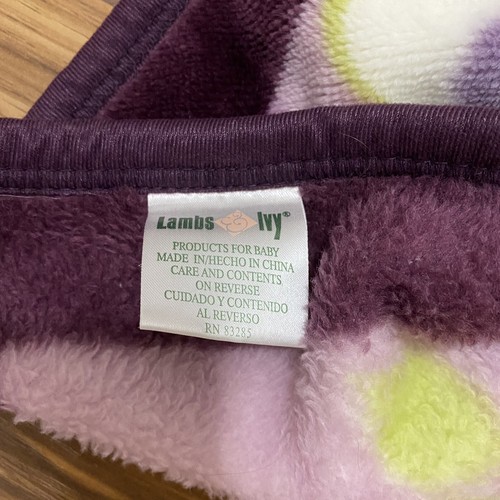 Lambs Ivy®
PRODUCTS FOR BABY
MADE IN/HECHO IN CHINA
CARE AND CONTENTS
ON REVERSE
CUIDADO Y CONTENIDO
AL REVERSO
RN 83285